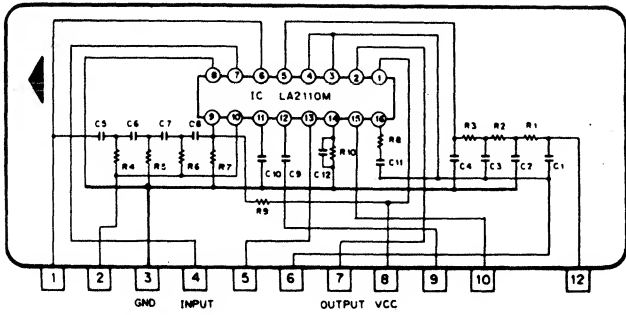 8 7 6 5 4 3 2 1
IC LA2110M
9 10 11 12 13 14 15 16
C5 C6 C7 C8
R4 R5 R6 R7
C10 C9 C12 R10
R8
C11
R3 R2 R1
C4 C3 C2 C1
R9
1 2 3 4 5 6 7 8 9 10 12
GND INPUT OUTPUT VCC